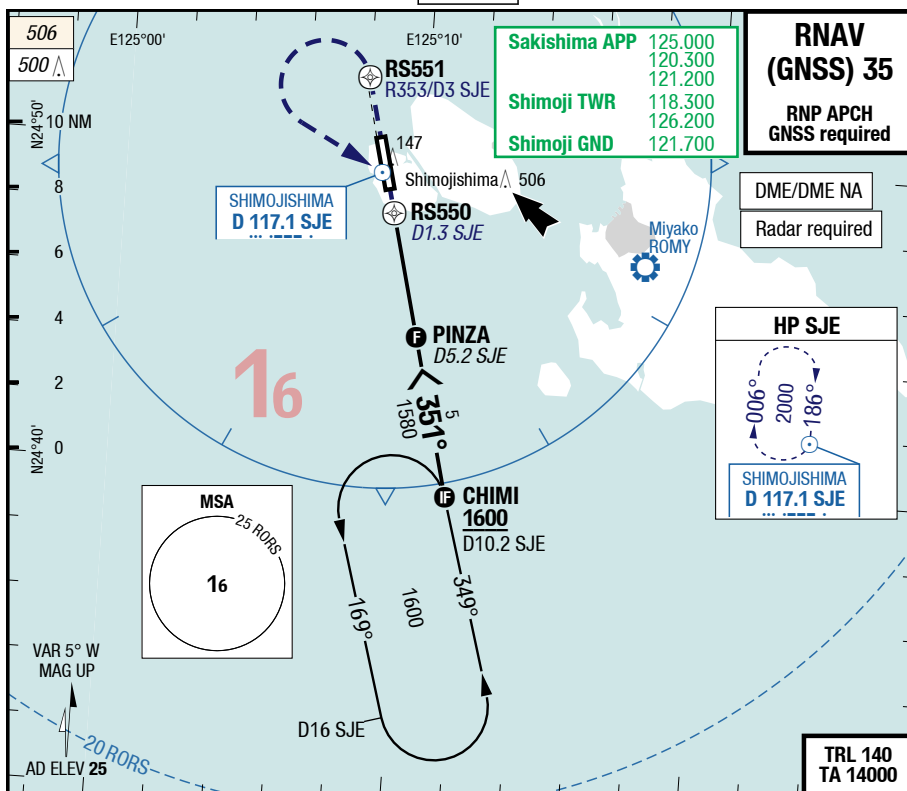 506
500
E125°00'
E125°10'
Sakishima APP 125.000
120.300
121.200
Shimoji TWR 118.300
126.200
Shimoji GND 121.700
RNAV
(GNSS) 35
RNP APCH
GNSS required
DME/DME NA
Radar required
N24°50'
10 NM
8
6
4
2
0
N24°40'
RS551
R353/D3 SJE
147
Shimojishima 506
SHIMOJISHIMA
D 117.1 SJE
RS550
D1.3 SJE
Miyako
ROMY
PINZA
D5.2 SJE
F
16
5
351°
1580
HP SJE
006°
2000
186°
SHIMOJISHIMA
D 117.1 SJE
IF
CHIMI
1600
D10.2 SJE
MSA
25 RORS
16
169°
1600
349°
D16 SJE
VAR 5° W
MAG UP
20 RORS
AD ELEV 25
TRL 140
TA 14000